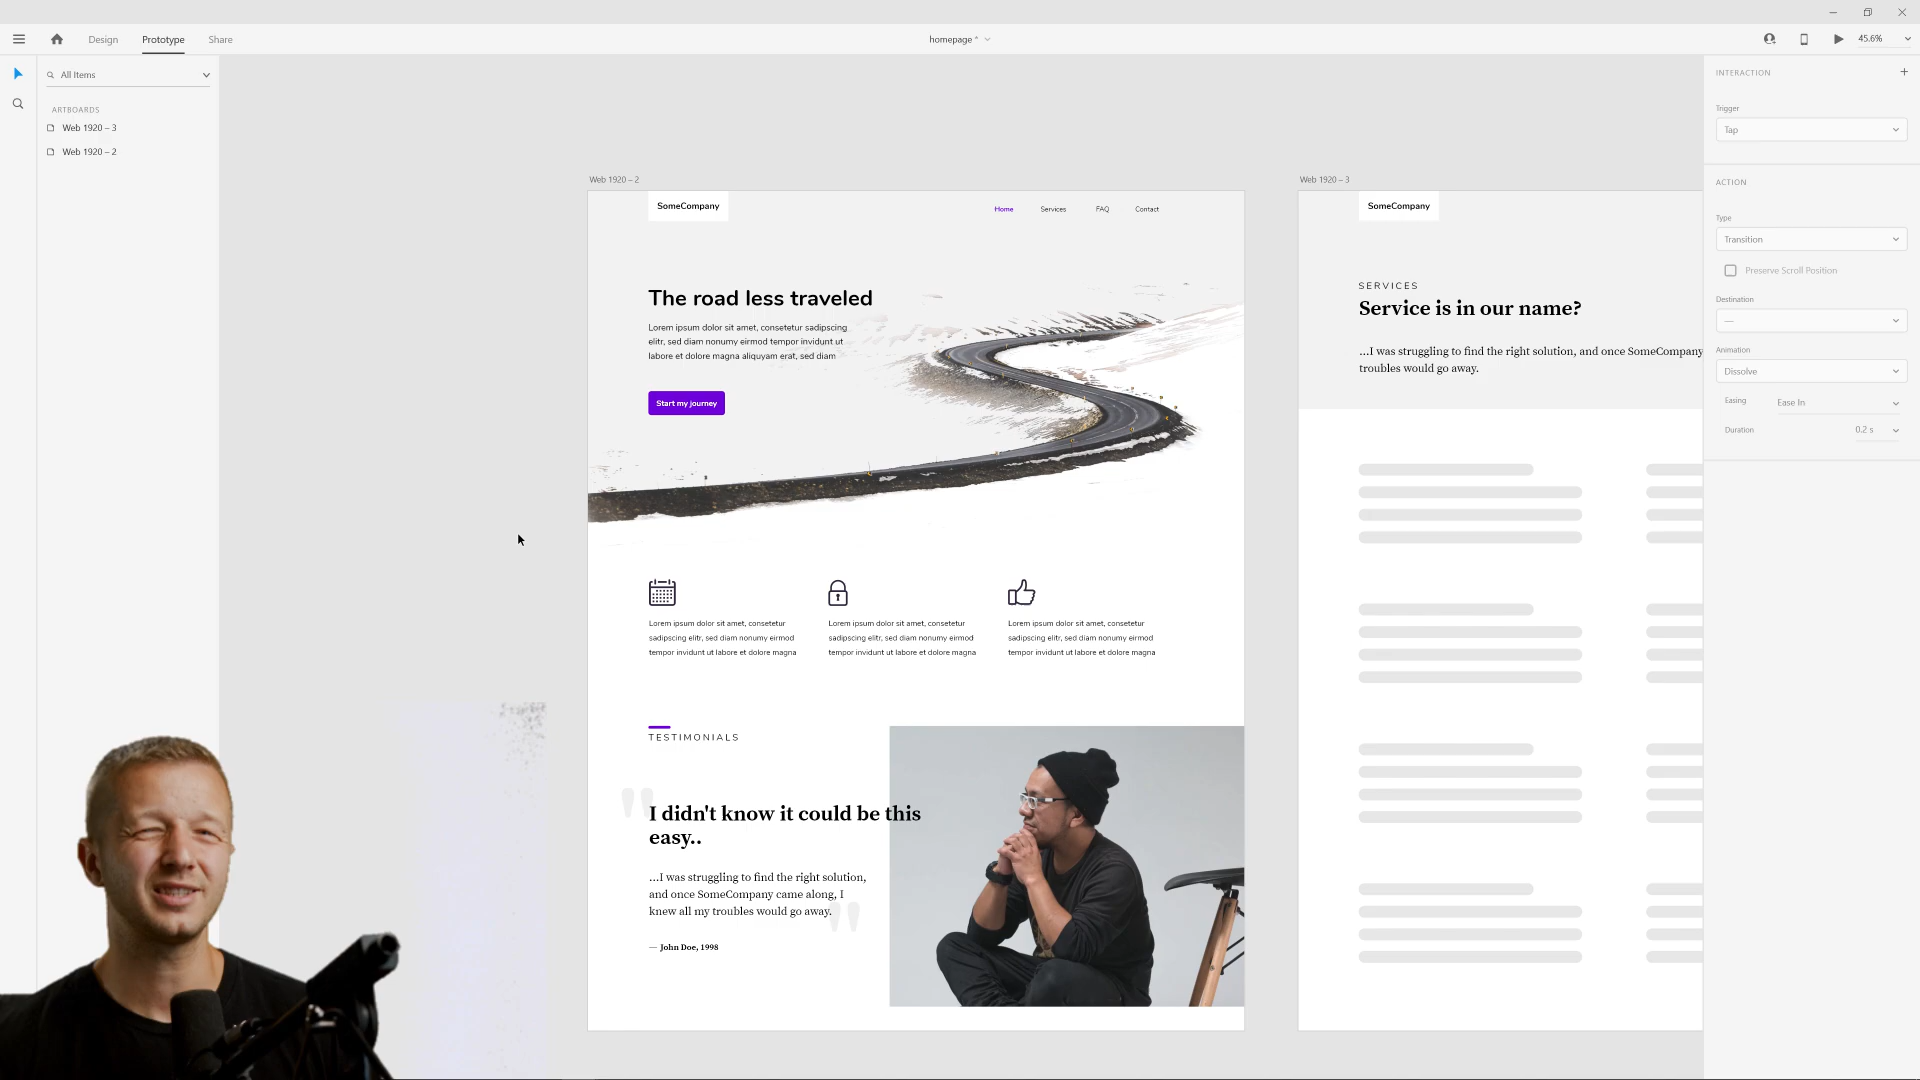 Design
Prototype
Share
homepage *
45.6%
All Items
ARTBOARDS
Web 1920 – 3
Web 1920 – 2
Web 1920 – 2
SomeCompany
Home
Services
FAQ
Contact
The road less traveled
Lorem ipsum dolor sit amet, consetetur sadipscing
elitr, sed diam nonumy eirmod tempor invidunt ut
labore et dolore magna aliquyam erat, sed diam
Start my journey
Lorem ipsum dolor sit amet, consetetur
sadipscing elitr, sed diam nonumy eirmod
tempor invidunt ut labore et dolore magna
Lorem ipsum dolor sit amet, consetetur
sadipscing elitr, sed diam nonumy eirmod
tempor invidunt ut labore et dolore magna
Lorem ipsum dolor sit amet, consetetur
sadipscing elitr, sed diam nonumy eirmod
tempor invidunt ut labore et dolore magna
TESTIMONIALS
"
I didn't know it could be this
easy..
...I was struggling to find the right solution,
and once SomeCompany came along, I
knew all my troubles would go away.
"
— John Doe, 1998
Web 1920 – 3
SomeCompany
SERVICES
Service is in our name?
...I was struggling to find the right solution, and once SomeCompany
troubles would go away.
INTERACTION
+
Trigger
Tap
ACTION
Type
Transition
Preserve Scroll Position
Destination
—
Animation
Dissolve
Easing
Ease In
Duration
0.2 s